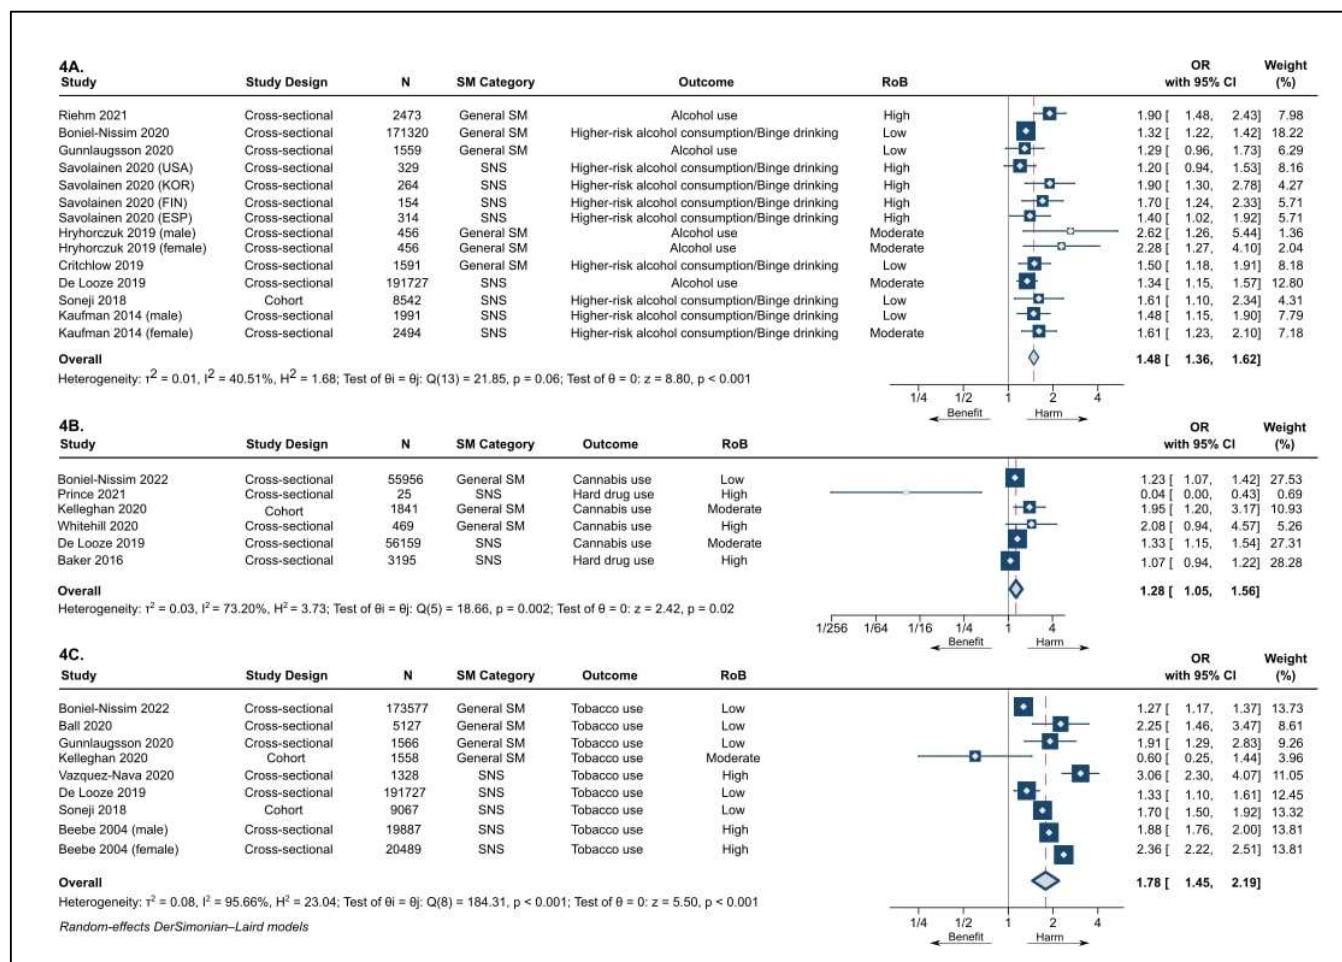 4A.
Study Study Design N SM Category Outcome RoB OR with 95% CI Weight (%)
Riehm 2021 Cross-sectional 2473 General SM Alcohol use High 1.90 [ 1.48, 2.43] 7.98
Boniel-Nissim 2020 Cross-sectional 171320 General SM Higher-risk alcohol consumption/Binge drinking Low 1.32 [ 1.22, 1.42] 18.22
Gunnlaugsson 2020 Cross-sectional 1559 General SM Alcohol use Low 1.29 [ 0.96, 1.73] 6.29
Savolainen 2020 (USA) Cross-sectional 329 SNS Higher-risk alcohol consumption/Binge drinking High 1.20 [ 0.94, 1.53] 8.16
Savolainen 2020 (KOR) Cross-sectional 264 SNS Higher-risk alcohol consumption/Binge drinking High 1.90 [ 1.30, 2.78] 4.27
Savolainen 2020 (FIN) Cross-sectional 154 SNS Higher-risk alcohol consumption/Binge drinking High 1.70 [ 1.24, 2.33] 5.71
Savolainen 2020 (ESP) Cross-sectional 314 SNS Higher-risk alcohol consumption/Binge drinking High 1.40 [ 1.02, 1.92] 5.71
Hryhorczuk 2019 (male) Cross-sectional 456 General SM Alcohol use Moderate 2.62 [ 1.26, 5.44] 1.36
Hryhorczuk 2019 (female) Cross-sectional 456 General SM Alcohol use Moderate 2.28 [ 1.27, 4.10] 2.04
Critchlow 2019 Cross-sectional 1591 General SM Higher-risk alcohol consumption/Binge drinking Low 1.50 [ 1.18, 1.91] 8.18
De Looze 2019 Cross-sectional 191727 SNS Alcohol use Moderate 1.34 [ 1.15, 1.57] 12.80
Soneji 2018 Cohort 8542 SNS Higher-risk alcohol consumption/Binge drinking Low 1.61 [ 1.10, 2.34] 4.31
Kaufman 2014 (male) Cross-sectional 1991 SNS Higher-risk alcohol consumption/Binge drinking Low 1.48 [ 1.15, 1.90] 7.79
Kaufman 2014 (female) Cross-sectional 2494 SNS Higher-risk alcohol consumption/Binge drinking Moderate 1.61 [ 1.23, 2.10] 7.18
Overall 1.48 [ 1.36, 1.62]
Heterogeneity: τ² = 0.01, I² = 40.51%, H² = 1.68; Test of θi = θj: Q(13) = 21.85, p = 0.06; Test of θ = 0: z = 8.80, p < 0.001
1/4 1/2 1 2 4
Benefit Harm
4B.
Study Study Design N SM Category Outcome RoB OR with 95% CI Weight (%)
Boniel-Nissim 2022 Cross-sectional 55956 General SM Cannabis use Low 1.23 [ 1.07, 1.42] 27.53
Prince 2021 Cross-sectional 25 SNS Hard drug use High 0.04 [ 0.00, 0.43] 0.69
Kelleghan 2020 Cohort 1841 General SM Cannabis use Moderate 1.95 [ 1.20, 3.17] 10.93
Whitehill 2020 Cross-sectional 469 General SM Cannabis use High 2.08 [ 0.94, 4.57] 5.26
De Looze 2019 Cross-sectional 56159 SNS Cannabis use Moderate 1.33 [ 1.15, 1.54] 27.31
Baker 2016 Cross-sectional 3195 SNS Hard drug use High 1.07 [ 0.94, 1.22] 28.28
Overall 1.28 [ 1.05, 1.56]
Heterogeneity: τ² = 0.03, I² = 73.20%, H² = 3.73; Test of θi = θj: Q(5) = 18.66, p = 0.002; Test of θ = 0: z = 2.42, p = 0.02
1/256 1/64 1/16 1/4 1 4
Benefit Harm
4C.
Study Study Design N SM Category Outcome RoB OR with 95% CI Weight (%)
Boniel-Nissim 2022 Cross-sectional 173577 General SM Tobacco use Low 1.27 [ 1.17, 1.37] 13.73
Ball 2020 Cross-sectional 5127 General SM Tobacco use Low 2.25 [ 1.46, 3.47] 8.61
Gunnlaugsson 2020 Cross-sectional 1566 General SM Tobacco use Low 1.91 [ 1.29, 2.83] 9.26
Kelleghan 2020 Cohort 1558 General SM Tobacco use Moderate 0.60 [ 0.25, 1.44] 3.96
Vazquez-Nava 2020 Cross-sectional 1328 SNS Tobacco use High 3.06 [ 2.30, 4.07] 11.05
De Looze 2019 Cross-sectional 191727 SNS Tobacco use Low 1.33 [ 1.10, 1.61] 12.45
Soneji 2018 Cohort 9067 SNS Tobacco use Low 1.70 [ 1.50, 1.92] 13.32
Beebe 2004 (male) Cross-sectional 19887 SNS Tobacco use High 1.88 [ 1.76, 2.00] 13.81
Beebe 2004 (female) Cross-sectional 20489 SNS Tobacco use High 2.36 [ 2.22, 2.51] 13.81
Overall 1.78 [ 1.45, 2.19]
Heterogeneity: τ² = 0.08, I² = 95.66%, H² = 23.04; Test of θi = θj: Q(8) = 184.31, p < 0.001; Test of θ = 0: z = 5.50, p < 0.001
Random-effects DerSimonian–Laird models
1/4 1/2 1 2 4
Benefit Harm